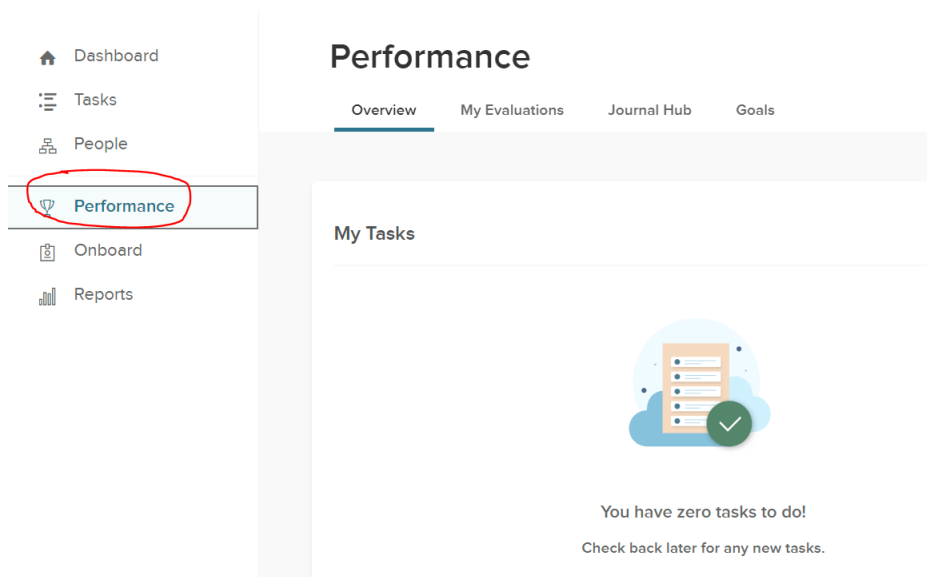 Dashboard
Tasks
People
Performance
Onboard
Reports
Performance
Overview My Evaluations Journal Hub Goals
My Tasks
You have zero tasks to do!
Check back later for any new tasks.